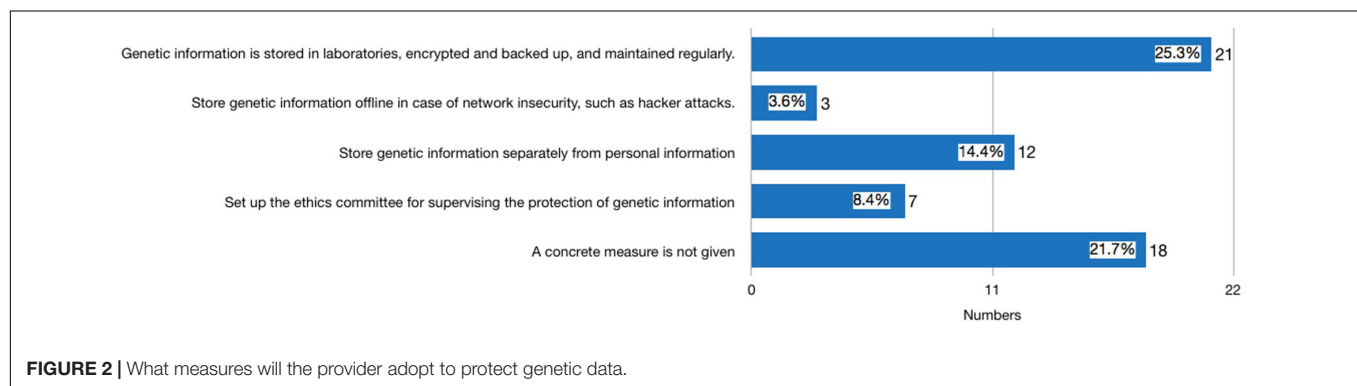 Genetic information is stored in laboratories, encrypted and backed up, and maintained regularly.
25.3% 21
Store genetic information offline in case of network insecurity, such as hacker attacks.
3.6% 3
Store genetic information separately from personal information
14.4% 12
Set up the ethics committee for supervising the protection of genetic information
8.4% 7
A concrete measure is not given
21.7% 18
0 11 22
Numbers
FIGURE 2 | What measures will the provider adopt to protect genetic data.